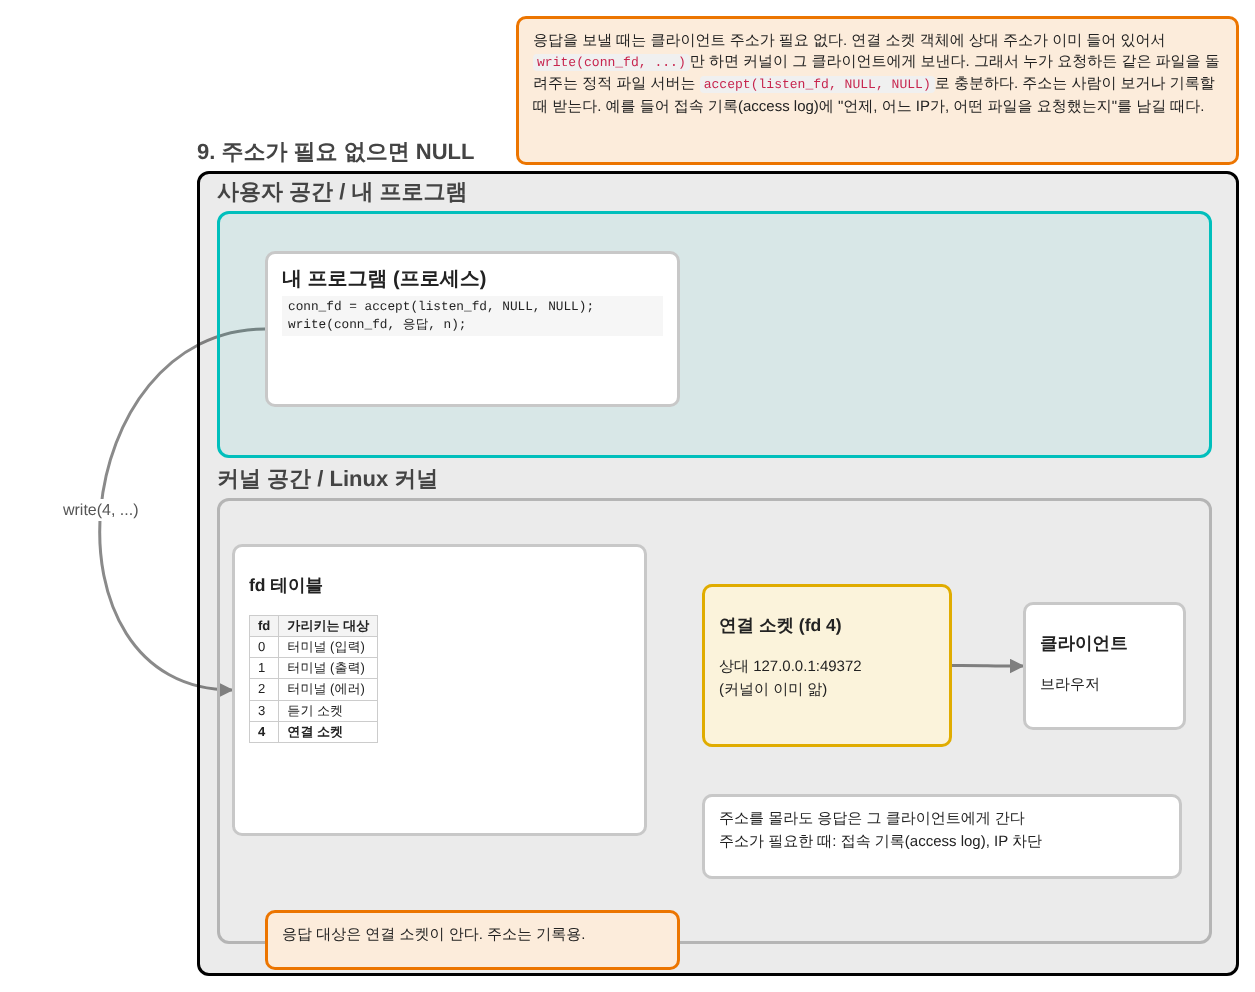 응답을 보낼 때는 클라이언트 주소가 필요 없다. 연결 소켓 객체에 상대 주소가 이미 들어 있어서
write(conn_fd, ...) 만 하면 커널이 그 클라이언트에게 보낸다. 그래서 누가 요청하든 같은 파일을 돌
려주는 정적 파일 서버는 accept(listen_fd, NULL, NULL) 로 충분하다. 주소는 사람이 보거나 기록할
때 받는다. 예를 들어 접속 기록(access log)에 "언제, 어느 IP가, 어떤 파일을 요청했는지"를 남길 때다.
9. 주소가 필요 없으면 NULL
사용자 공간 / 내 프로그램
내 프로그램 (프로세스)
conn_fd = accept(listen_fd, NULL, NULL);
write(conn_fd, 응답, n);
커널 공간 / Linux 커널
write(4, ...)
fd 테이블
fd 가리키는 대상
0 터미널 (입력)
1 터미널 (출력)
2 터미널 (에러)
3 듣기 소켓
4 연결 소켓
연결 소켓 (fd 4)
상대 127.0.0.1:49372
(커널이 이미 앎)
클라이언트
브라우저
주소를 몰라도 응답은 그 클라이언트에게 간다
주소가 필요한 때: 접속 기록(access log), IP 차단
응답 대상은 연결 소켓이 안다. 주소는 기록용.